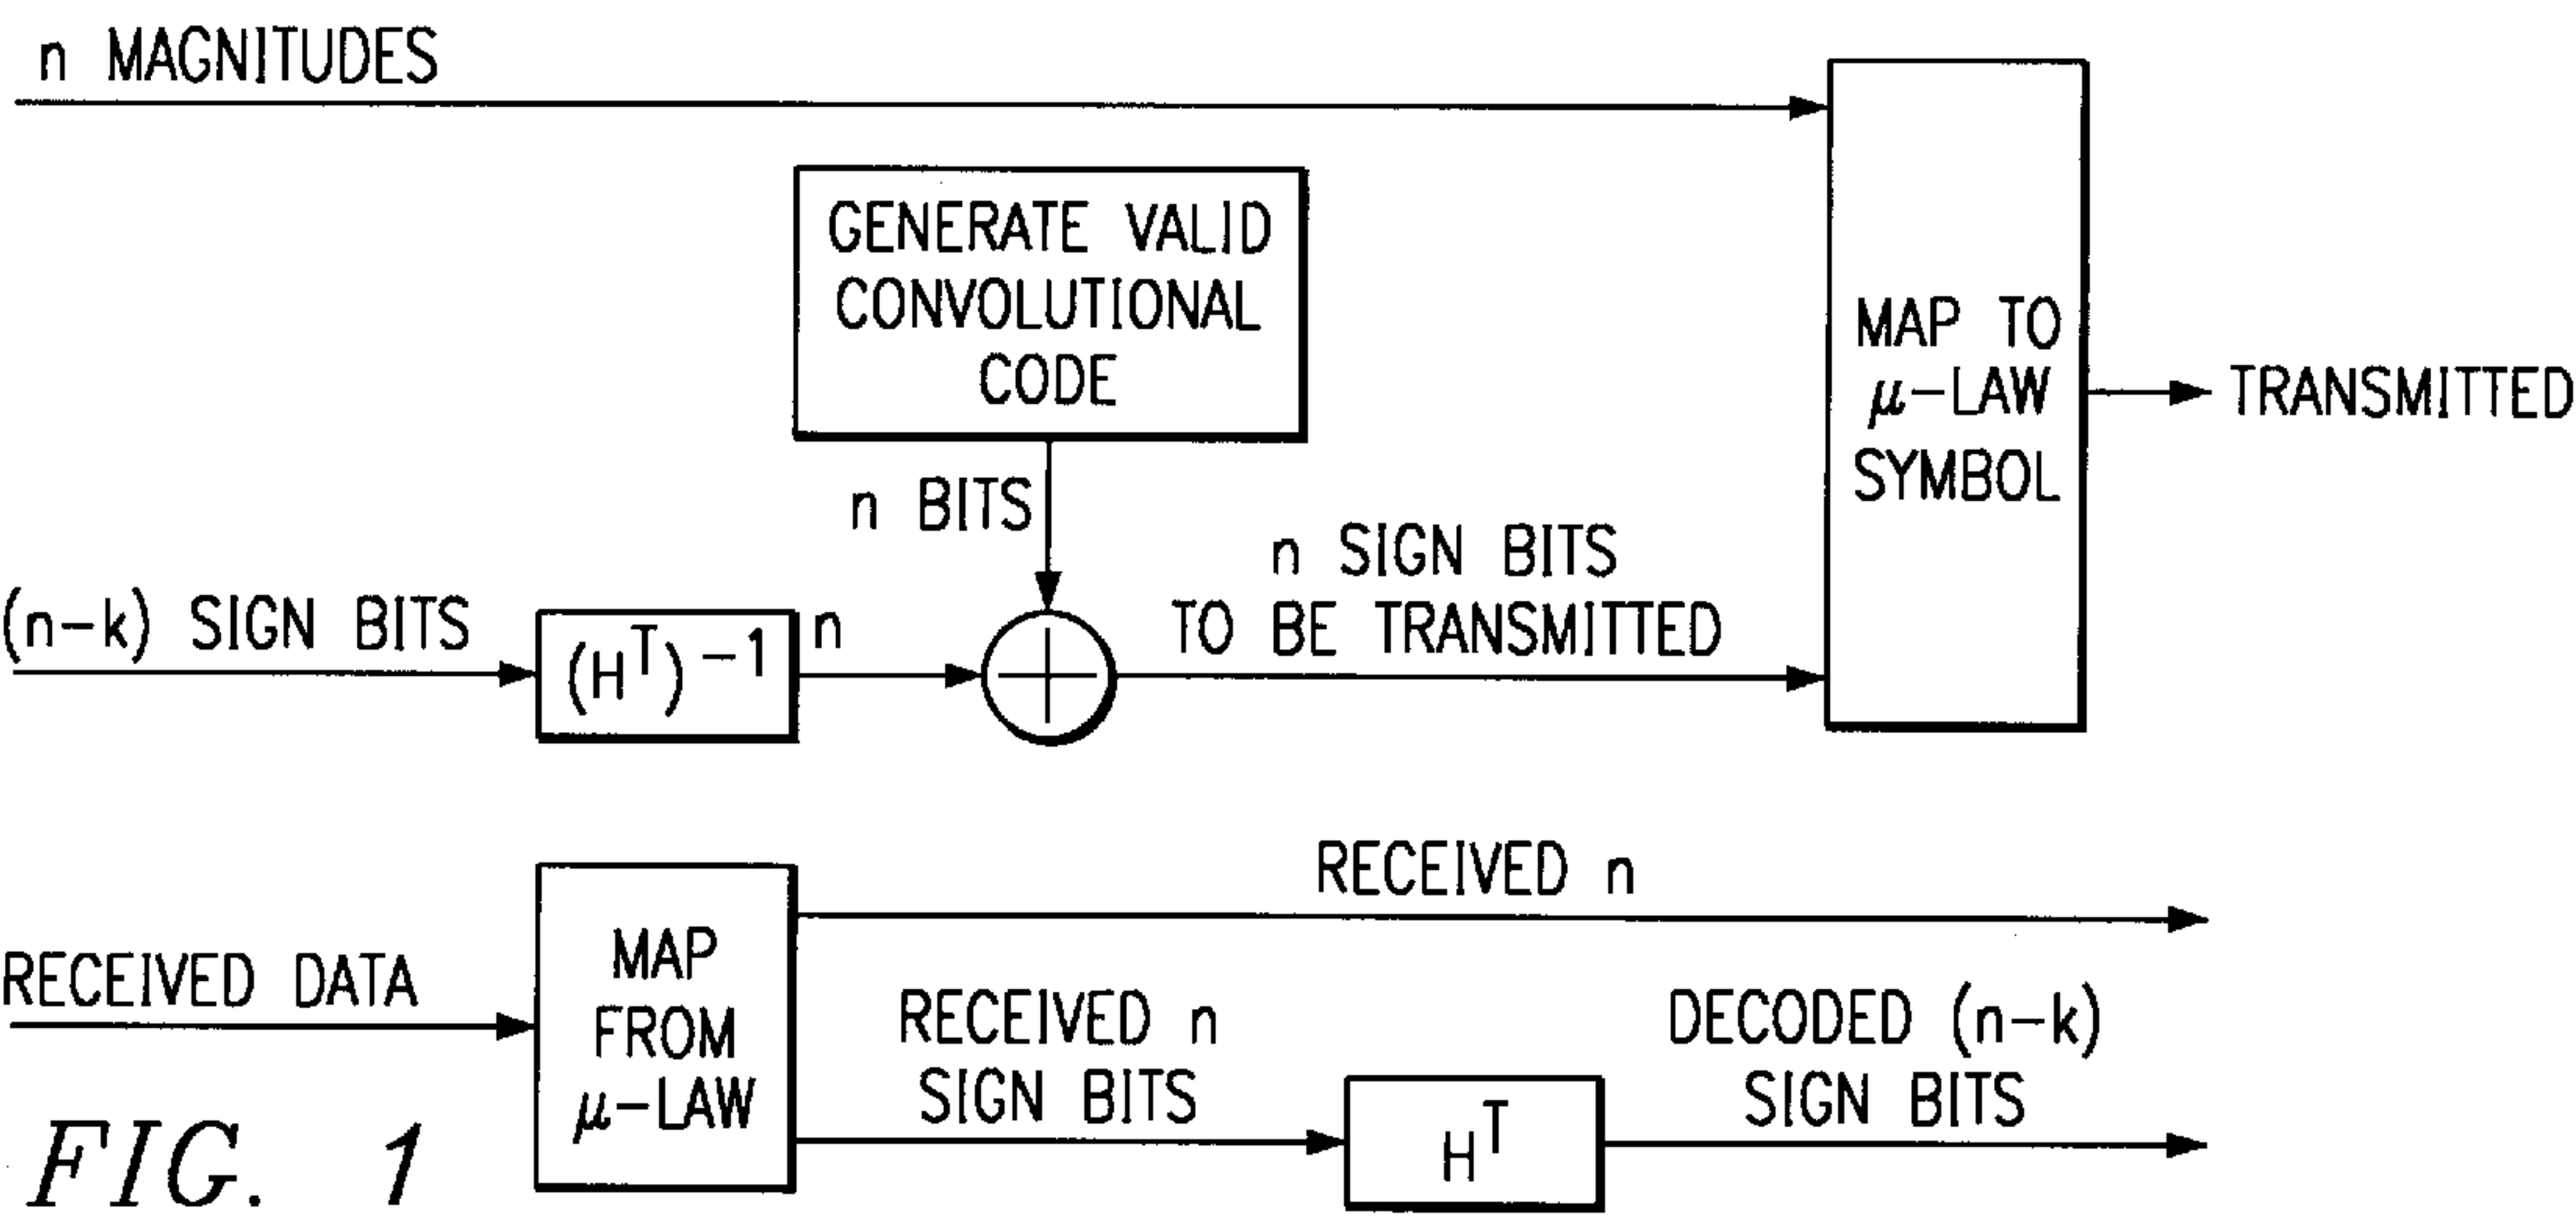 n MAGNITUDES
GENERATE VALID
CONVOLUTIONAL
CODE
MAP TO
μ-LAW
SYMBOL
TRANSMITTED
n BITS
n SIGN BITS
TO BE TRANSMITTED
(n-k) SIGN BITS
(H^T)^-1
n
RECEIVED n
RECEIVED DATA
MAP
FROM
μ-LAW
RECEIVED n
SIGN BITS
H^T
DECODED (n-k)
SIGN BITS
FIG. 1